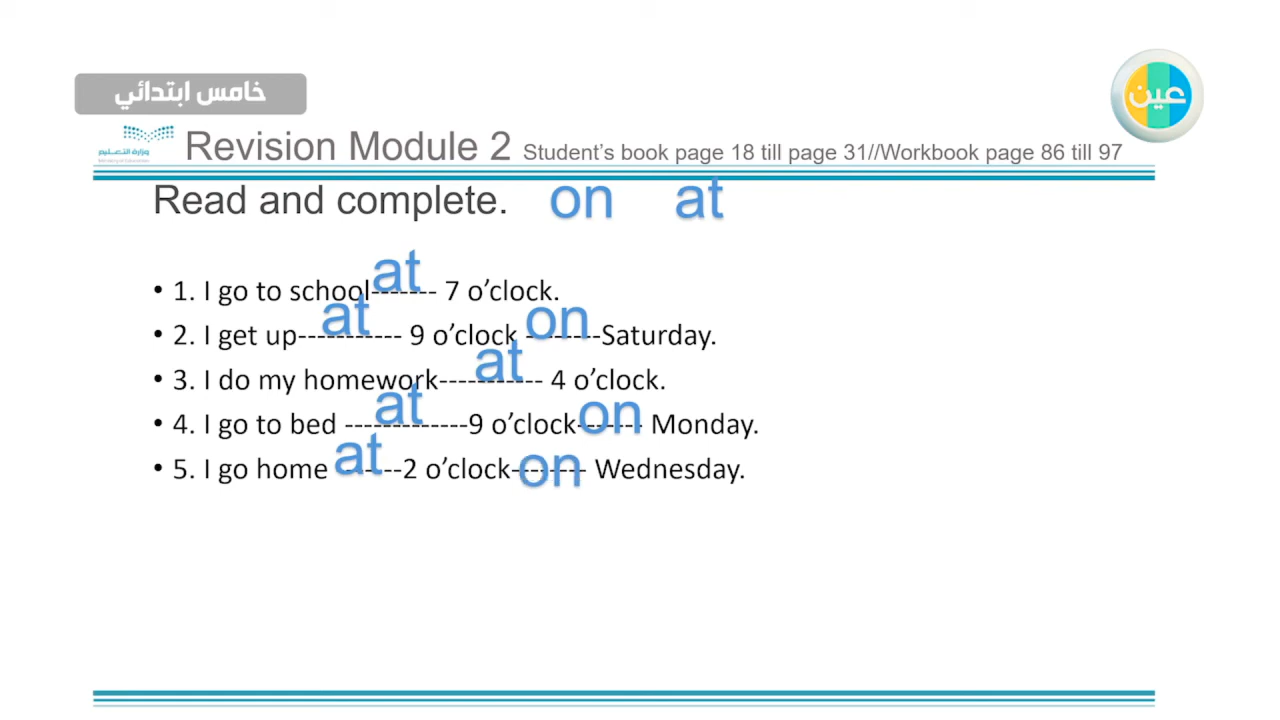 خامس ابتدائي
عين
وزارة التعليم
Ministry of Education
Revision Module 2 Student's book page 18 till page 31//Workbook page 86 till 97
Read and complete. on at
• 1. I go to school at------- 7 o'clock.
• 2. I get up-----at------ 9 o'clock on--------Saturday.
• 3. I do my homework-----at------ 4 o'clock.
• 4. I go to bed -----at--------9 o'clock-on------ Monday.
• 5. I go home at------2 o'clock-on------- Wednesday.